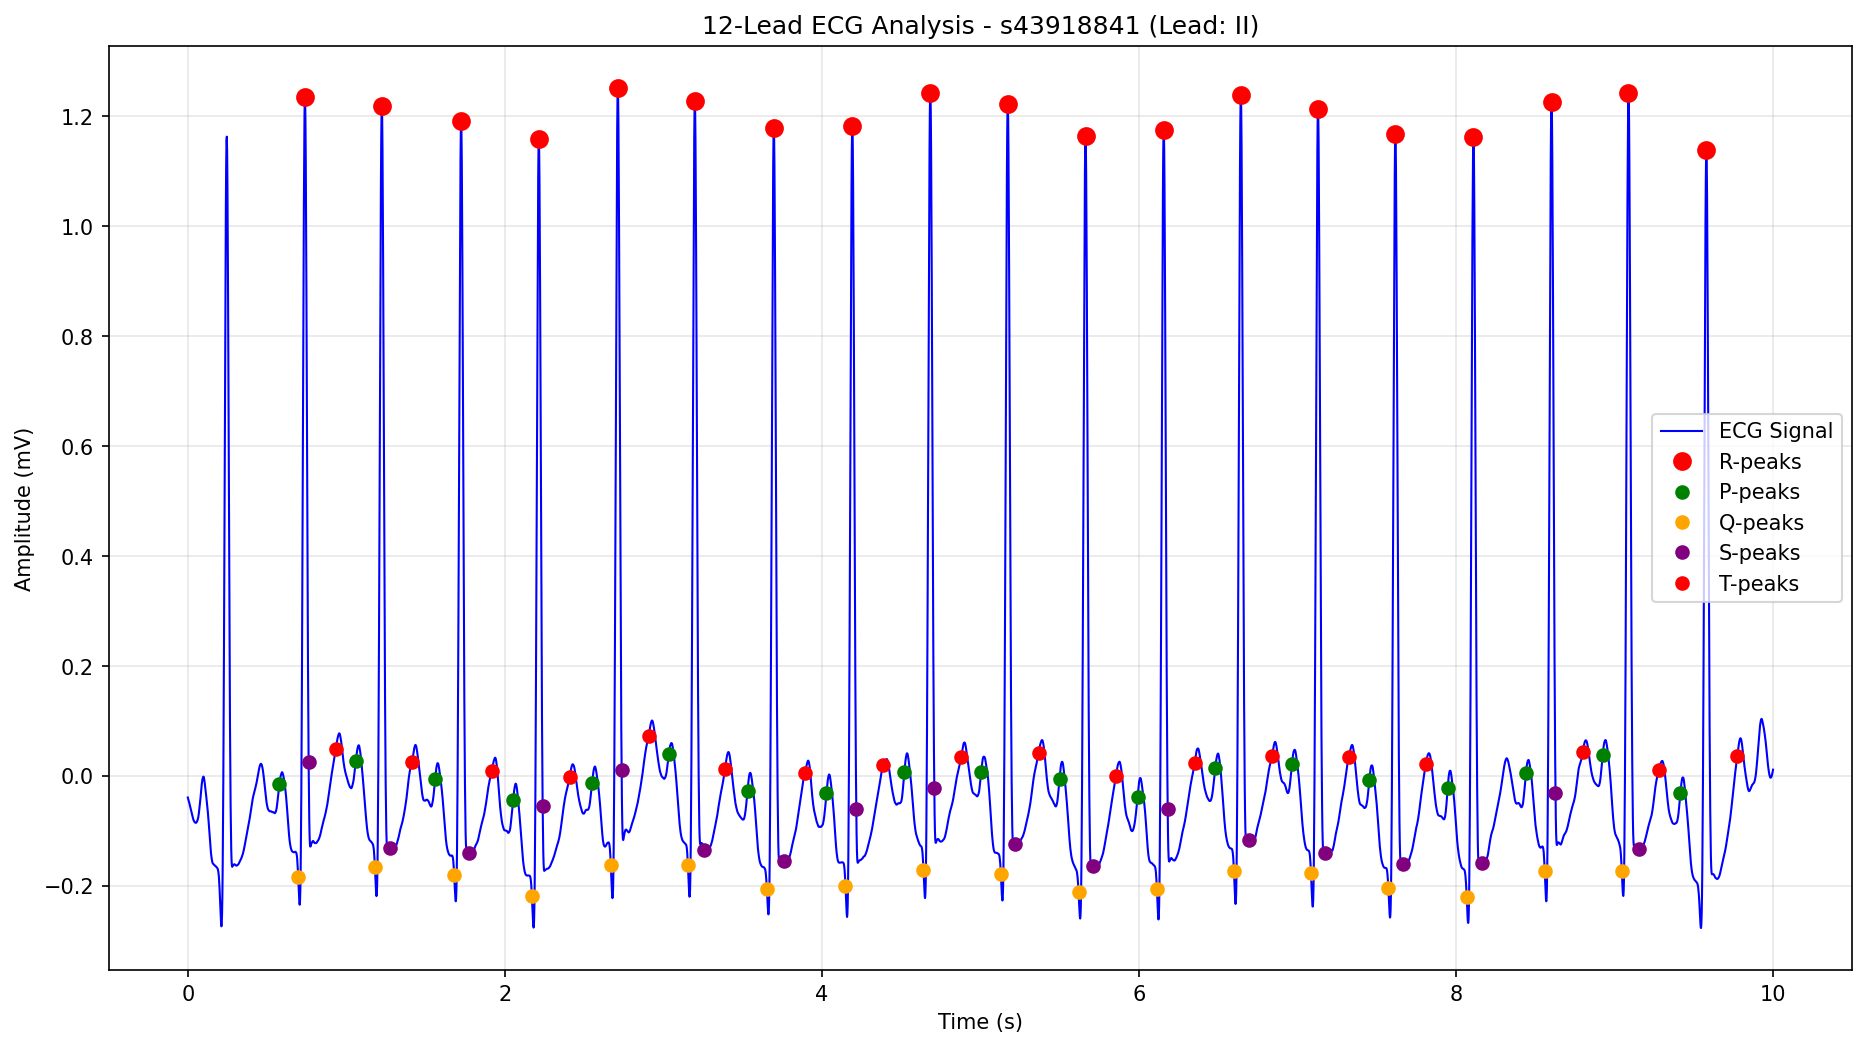 12-Lead ECG Analysis - s43918841 (Lead: II)
1.2
1.0
0.8
0.6
0.4
0.2
0.0
−0.2
Amplitude (mV)
ECG Signal
R-peaks
P-peaks
Q-peaks
S-peaks
T-peaks
0 2 4 6 8 10
Time (s)